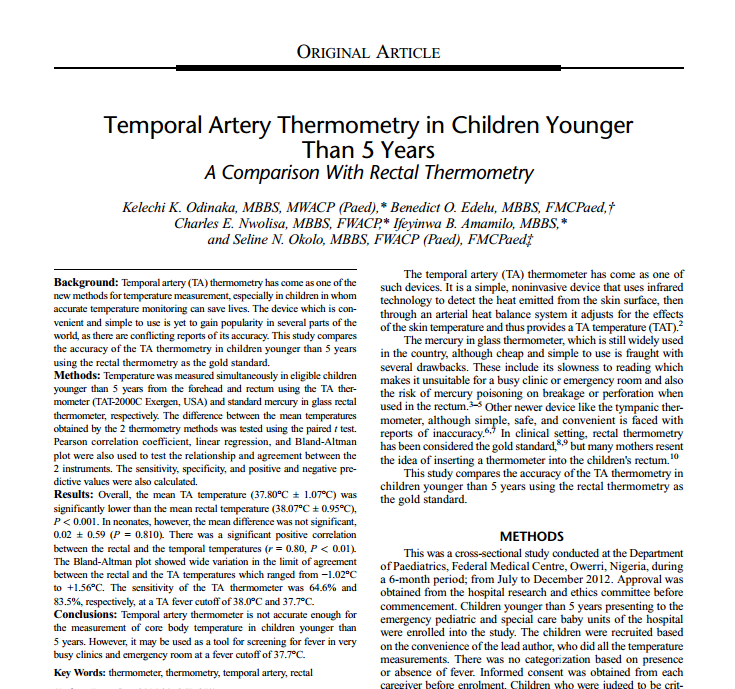 ORIGINAL ARTICLE
Temporal Artery Thermometry in Children Younger
Than 5 Years
A Comparison With Rectal Thermometry
Kelechi K. Odinaka, MBBS, MWACP (Paed),* Benedict O. Edelu, MBBS, FMCPaed,†
Charles E. Nwolisa, MBBS, FWACP,* Ifeyinwa B. Amamilo, MBBS,*
and Seline N. Okolo, MBBS, FWACP (Paed), FMCPaed‡
Background: Temporal artery (TA) thermometry has come as one of the
new methods for temperature measurement, especially in children in whom
accurate temperature monitoring can save lives. The device which is con-
venient and simple to use is yet to gain popularity in several parts of the
world, as there are conflicting reports of its accuracy. This study compares
the accuracy of the TA thermometry in children younger than 5 years
using the rectal thermometry as the gold standard.
Methods: Temperature was measured simultaneously in eligible children
younger than 5 years from the forehead and rectum using the TA ther-
mometer (TAT-2000C Exergen, USA) and standard mercury in glass rectal
thermometer, respectively. The difference between the mean temperatures
obtained by the 2 thermometry methods was tested using the paired t test.
Pearson correlation coefficient, linear regression, and Bland-Altman
plot were also used to test the relationship and agreement between the
2 instruments. The sensitivity, specificity, and positive and negative pre-
dictive values were also calculated.
Results: Overall, the mean TA temperature (37.80°C ± 1.07°C) was
significantly lower than the mean rectal temperature (38.07°C ± 0.95°C),
P < 0.001. In neonates, however, the mean difference was not significant,
0.02 ± 0.59 (P = 0.810). There was a significant positive correlation
between the rectal and the temporal temperatures (r = 0.80, P < 0.01).
The Bland-Altman plot showed wide variation in the limit of agreement
between the rectal and the TA temperatures which ranged from −1.02°C
to +1.56°C. The sensitivity of the TA thermometer was 64.6% and
83.5%, respectively, at a TA fever cutoff of 38.0°C and 37.7°C.
Conclusions: Temporal artery thermometer is not accurate enough for
the measurement of core body temperature in children younger than
5 years. However, it may be used as a tool for screening for fever in very
busy clinics and emergency room at a fever cutoff of 37.7°C.
Key Words: thermometer, thermometry, temporal artery, rectal
The temporal artery (TA) thermometer has come as one of
such devices. It is a simple, noninvasive device that uses infrared
technology to detect the heat emitted from the skin surface, then
through an arterial heat balance system it adjusts for the effects
of the skin temperature and thus provides a TA temperature (TAT).2
The mercury in glass thermometer, which is still widely used
in the country, although cheap and simple to use is fraught with
several drawbacks. These include its slowness to reading which
makes it unsuitable for a busy clinic or emergency room and also
the risk of mercury poisoning on breakage or perforation when
used in the rectum.3–5 Other newer device like the tympanic ther-
mometer, although simple, safe, and convenient is faced with
reports of inaccuracy.6,7 In clinical setting, rectal thermometry
has been considered the gold standard,8,9 but many mothers resent
the idea of inserting a thermometer into the children's rectum.10
This study compares the accuracy of the TA thermometry in
children younger than 5 years using the rectal thermometry as
the gold standard.
METHODS
This was a cross-sectional study conducted at the Department
of Paediatrics, Federal Medical Centre, Owerri, Nigeria, during
a 6-month period; from July to December 2012. Approval was
obtained from the hospital research and ethics committee before
commencement. Children younger than 5 years presenting to the
emergency pediatric and special care baby units of the hospital
were enrolled into the study. The children were recruited based
on the convenience of the lead author, who did all the temperature
measurements. There was no categorization based on presence
or absence of fever. Informed consent was obtained from each
caregiver before enrolment. Children who were judged to be crit-